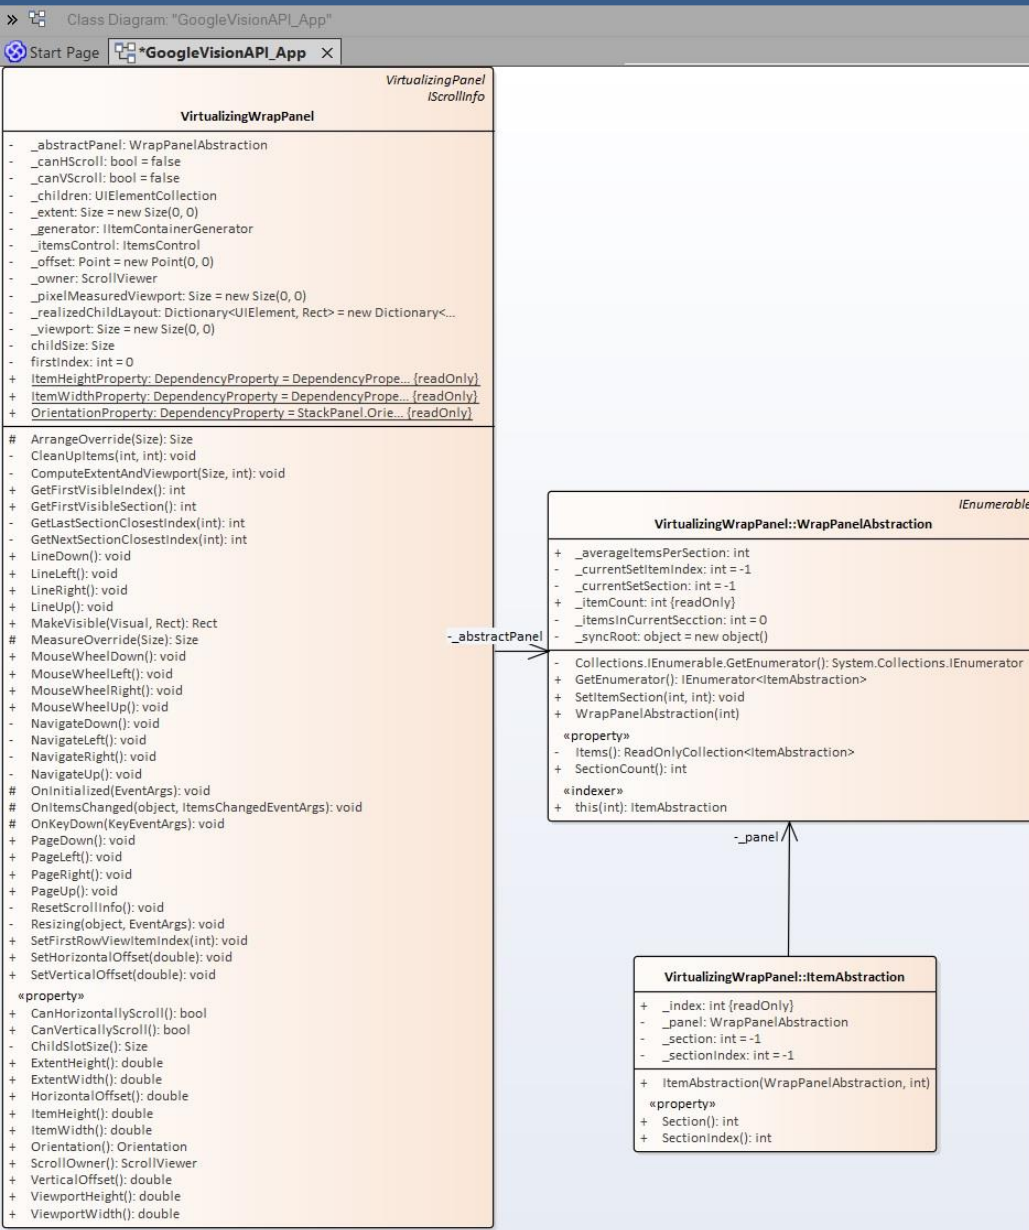 Class Diagram: "GoogleVisionAPI_App"
Start Page *GoogleVisionAPI_App
VirtualizingPanel
IScrollInfo
VirtualizingWrapPanel
- _abstractPanel: WrapPanelAbstraction
- _canHScroll: bool = false
- _canVScroll: bool = false
- _children: UIElementCollection
- _extent: Size = new Size(0, 0)
- _generator: IItemContainerGenerator
- _itemsControl: ItemsControl
- _offset: Point = new Point(0, 0)
- _owner: ScrollViewer
- _pixelMeasuredViewport: Size = new Size(0, 0)
- _realizedChildLayout: Dictionary<UIElement, Rect> = new Dictionary<...
- _viewport: Size = new Size(0, 0)
- childSize: Size
- firstIndex: int = 0
+ ItemHeightProperty: DependencyProperty = DependencyPrope... {readOnly}
+ ItemWidthProperty: DependencyProperty = DependencyPrope... {readOnly}
+ OrientationProperty: DependencyProperty = StackPanel.Orie... {readOnly}
# ArrangeOverride(Size): Size
- CleanUpItems(int, int): void
- ComputeExtentAndViewport(Size, int): void
+ GetFirstVisibleIndex(): int
+ GetFirstVisibleSection(): int
- GetLastSectionClosestIndex(int): int
- GetNextSectionClosestIndex(int): int
+ LineDown(): void
+ LineLeft(): void
+ LineRight(): void
+ LineUp(): void
+ MakeVisible(Visual, Rect): Rect
# MeasureOverride(Size): Size
+ MouseWheelDown(): void
+ MouseWheelLeft(): void
+ MouseWheelRight(): void
+ MouseWheelUp(): void
- NavigateDown(): void
- NavigateLeft(): void
- NavigateRight(): void
- NavigateUp(): void
# OnInitialized(EventArgs): void
# OnItemsChanged(object, ItemsChangedEventArgs): void
# OnKeyDown(KeyEventArgs): void
+ PageDown(): void
+ PageLeft(): void
+ PageRight(): void
+ PageUp(): void
- ResetScrollInfo(): void
- Resizing(object, EventArgs): void
+ SetFirstRowViewItemIndex(int): void
+ SetHorizontalOffset(double): void
+ SetVerticalOffset(double): void
«property»
+ CanHorizontallyScroll(): bool
+ CanVerticallyScroll(): bool
- ChildSlotSize(): Size
+ ExtentHeight(): double
+ ExtentWidth(): double
+ HorizontalOffset(): double
+ ItemHeight(): double
+ ItemWidth(): double
+ Orientation(): Orientation
+ ScrollOwner(): ScrollViewer
+ VerticalOffset(): double
+ ViewportHeight(): double
+ ViewportWidth(): double
-_abstractPanel
IEnumerable
VirtualizingWrapPanel::WrapPanelAbstraction
+ _averageItemsPerSection: int
- _currentSetItemIndex: int = -1
- _currentSetSection: int = -1
+ _itemCount: int {readOnly}
- _itemsInCurrentSecction: int = 0
- _syncRoot: object = new object()
- Collections.IEnumerable.GetEnumerator(): System.Collections.IEnumerator
+ GetEnumerator(): IEnumerator<ItemAbstraction>
+ SetItemSection(int, int): void
+ WrapPanelAbstraction(int)
«property»
- Items(): ReadOnlyCollection<ItemAbstraction>
+ SectionCount(): int
«indexer»
+ this(int): ItemAbstraction
-_panel
VirtualizingWrapPanel::ItemAbstraction
+ _index: int {readOnly}
- _panel: WrapPanelAbstraction
- _section: int = -1
- _sectionIndex: int = -1
+ ItemAbstraction(WrapPanelAbstraction, int)
«property»
+ Section(): int
+ SectionIndex(): int